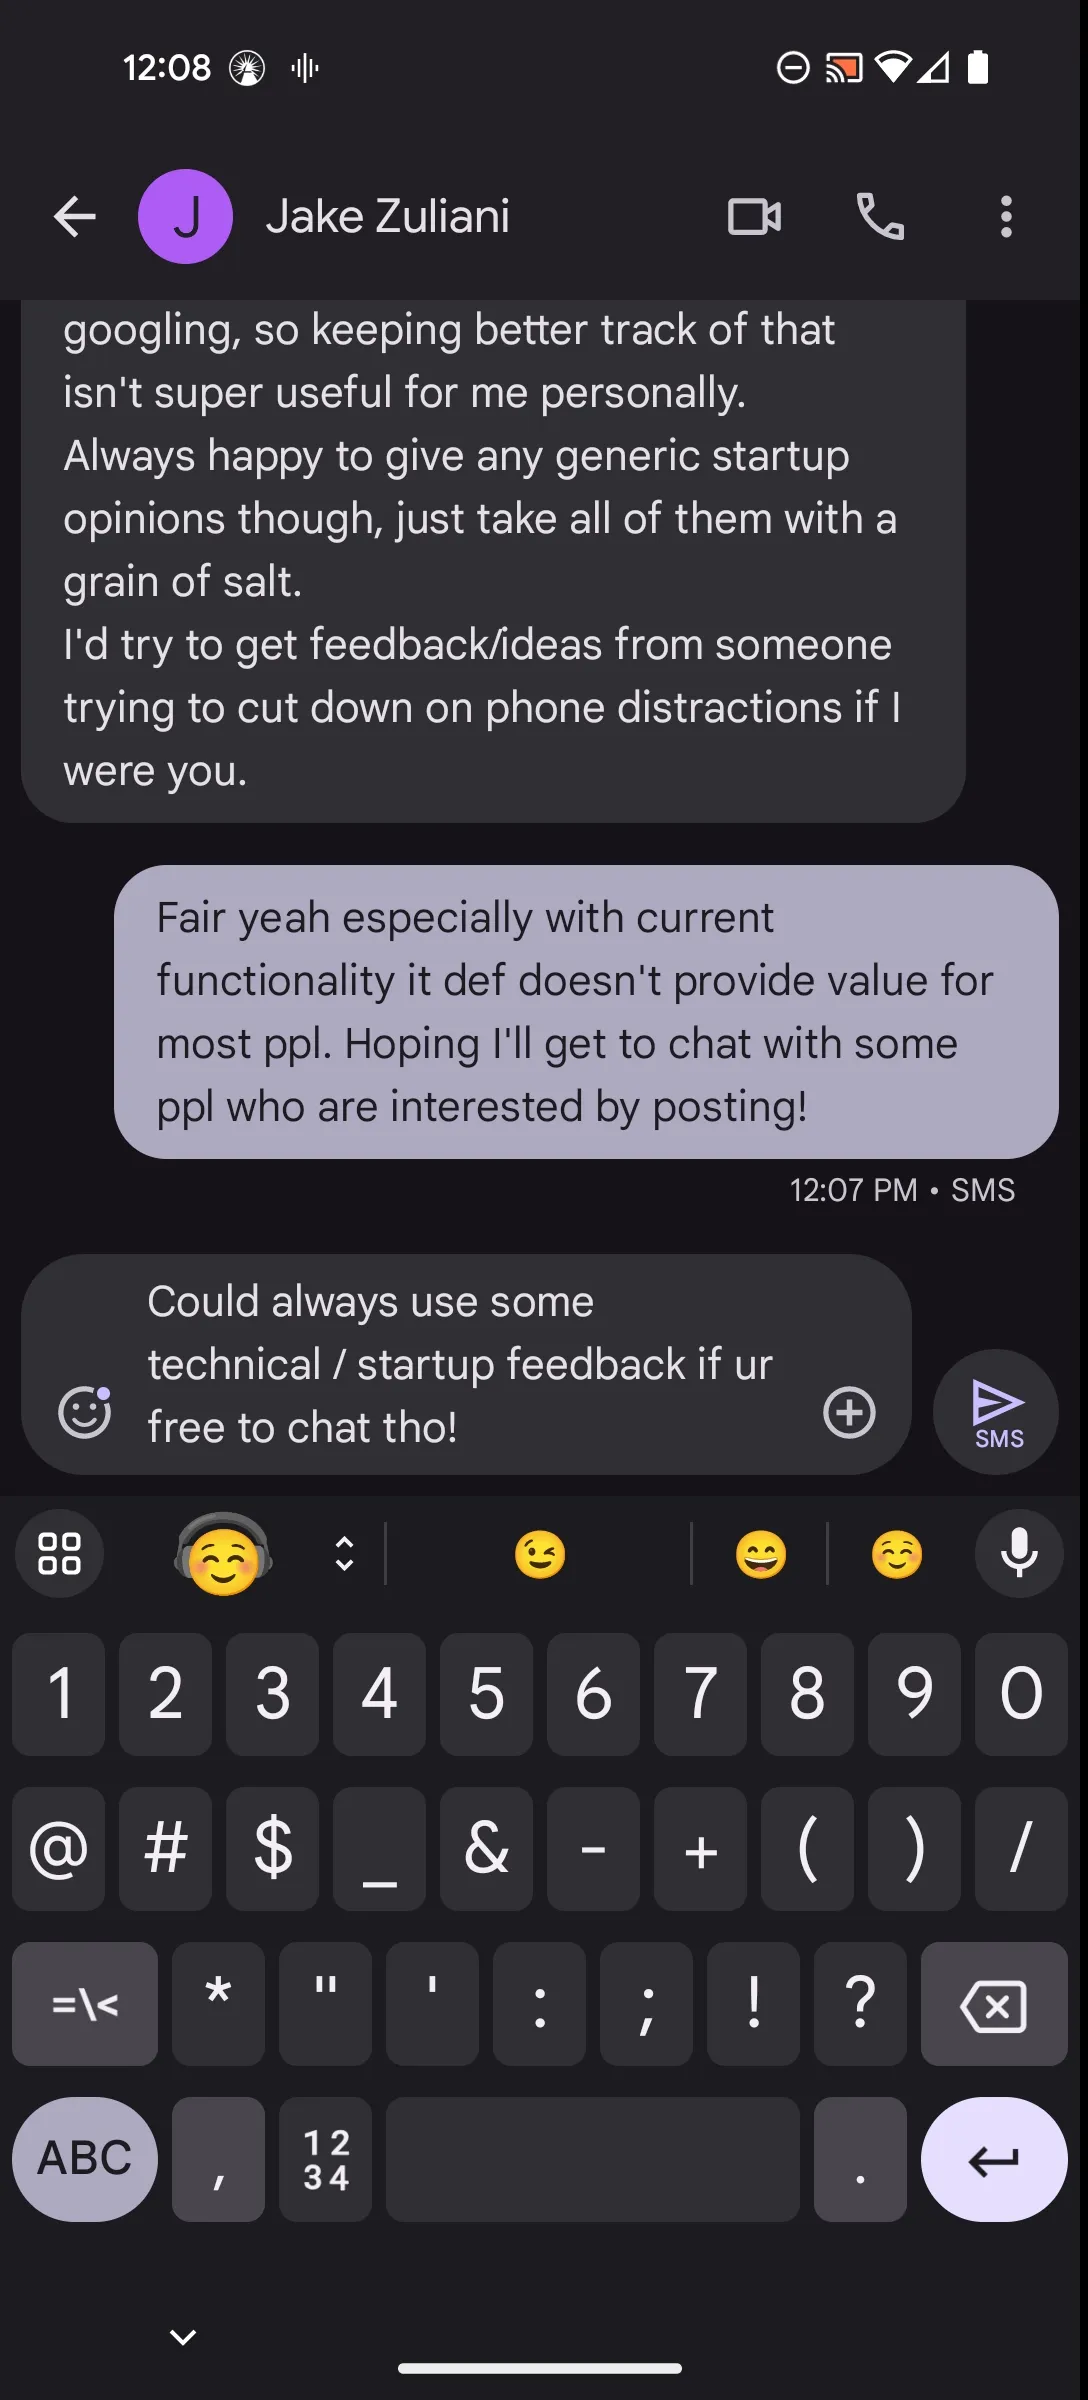 12:08
J
Jake Zuliani
googling, so keeping better track of that
isn't super useful for me personally.
Always happy to give any generic startup
opinions though, just take all of them with a
grain of salt.
I'd try to get feedback/ideas from someone
trying to cut down on phone distractions if I
were you.
Fair yeah especially with current
functionality it def doesn't provide value for
most ppl. Hoping I'll get to chat with some
ppl who are interested by posting!
12:07 PM • SMS
Could always use some
technical / startup feedback if ur
free to chat tho!
SMS
1 2 3 4 5 6 7 8 9 0
@ # $ _ & - + ( ) /
=\< * " ' : ; ! ?
ABC , 1 2 3 4 .